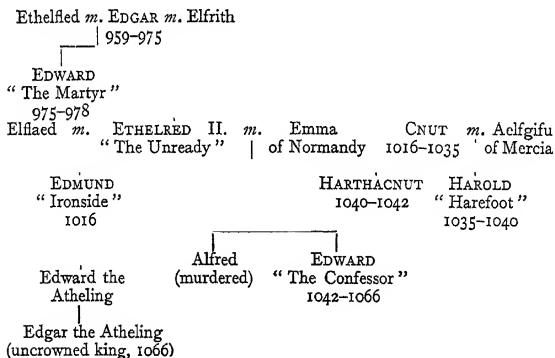 Ethelfled m. EDGAR m. Elfrith
959-975
EDWARD
"The Martyr"
975-978
Elflaed m. ETHELRED II. m. Emma CNUT m. Aelfgifu
"The Unready" of Normandy 1016-1035 of Mercia
EDMUND HARTHACNUT HAROLD
"Ironside" 1040-1042 "Harefoot"
1016 1035-1040
Alfred EDWARD
Edward the (murdered) "The Confessor"
Atheling 1042-1066
Edgar the Atheling
(uncrowned king, 1066)